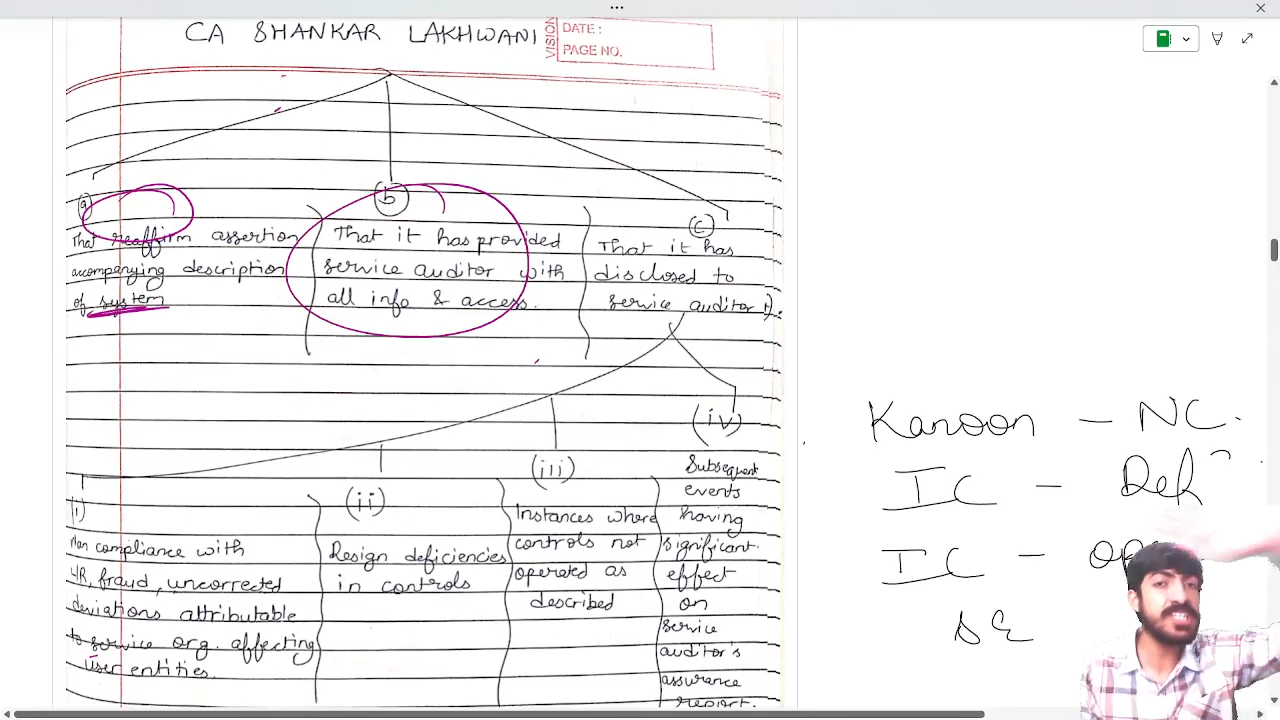 CA SHANKAR LAKHWANI
VISION
DATE :
PAGE NO.
(a)
That reaffirm assertion
accompanying description
of system
(b)
That it has provided
service auditor with
all info & access.
(c)
That it has
disclosed to
service auditor :).
(i)
Non compliance with
L/R, fraud, uncorrected
deviations attributable
to service org. affecting
user entities.
(ii)
Design deficiencies
in controls
(iii)
Instances where
controls not
operated as
described
(iv)
Subsequent
events
having
significant
effect
on
service
auditor's
assurance
report.
Kanoon - NC.
IC - Def
IC -
SE